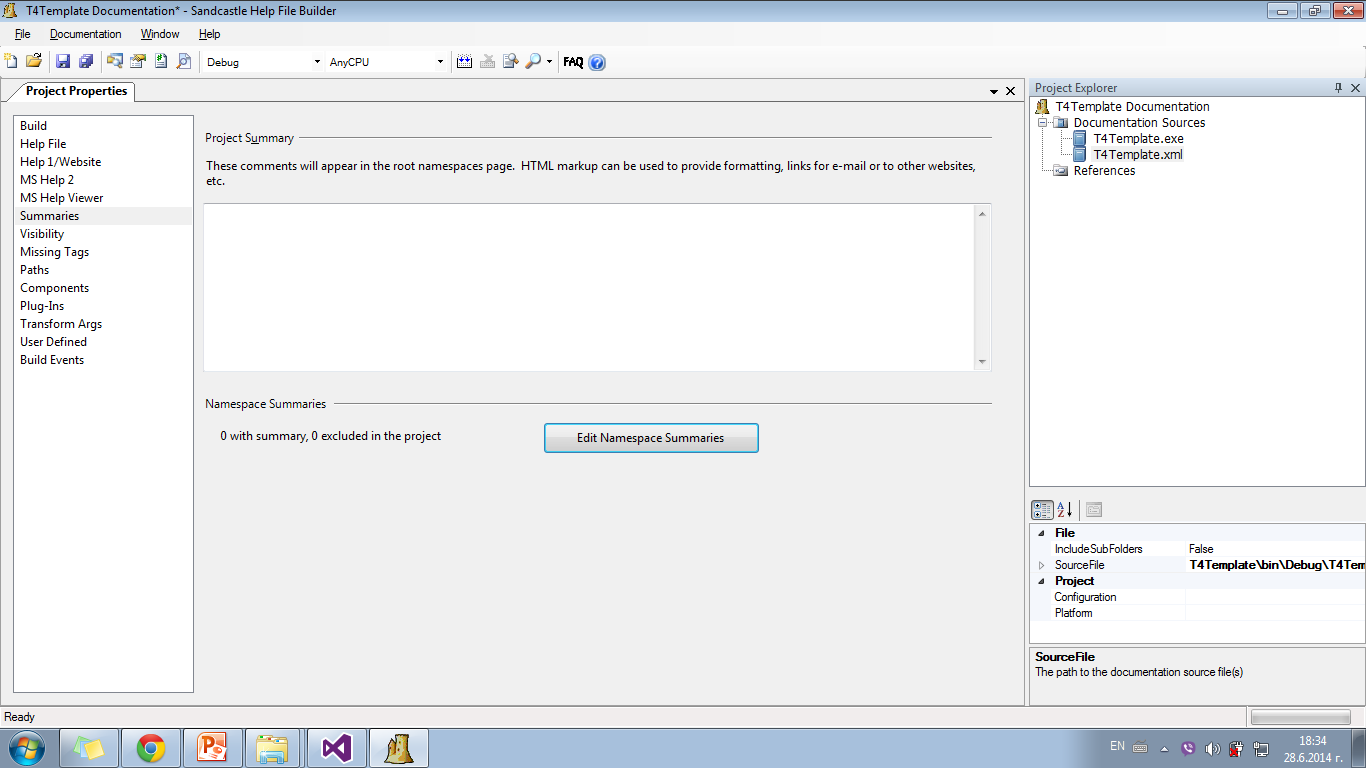 T4Template Documentation* - Sandcastle Help File Builder
File Documentation Window Help
Debug AnyCPU FAQ
Project Properties
Build
Help File
Help 1/Website
MS Help 2
MS Help Viewer
Summaries
Visibility
Missing Tags
Paths
Components
Plug-Ins
Transform Args
User Defined
Build Events
Project Summary
These comments will appear in the root namespaces page. HTML markup can be used to provide formatting, links for e-mail or to other websites,
etc.
Namespace Summaries
0 with summary, 0 excluded in the project
Edit Namespace Summaries
Project Explorer
T4Template Documentation
Documentation Sources
T4Template.exe
T4Template.xml
References
File
IncludeSubFolders False
SourceFile T4Template\bin\Debug\T4Tem
Project
Configuration
Platform
SourceFile
The path to the documentation source file(s)
Ready
EN
18:34
28.6.2014 г.